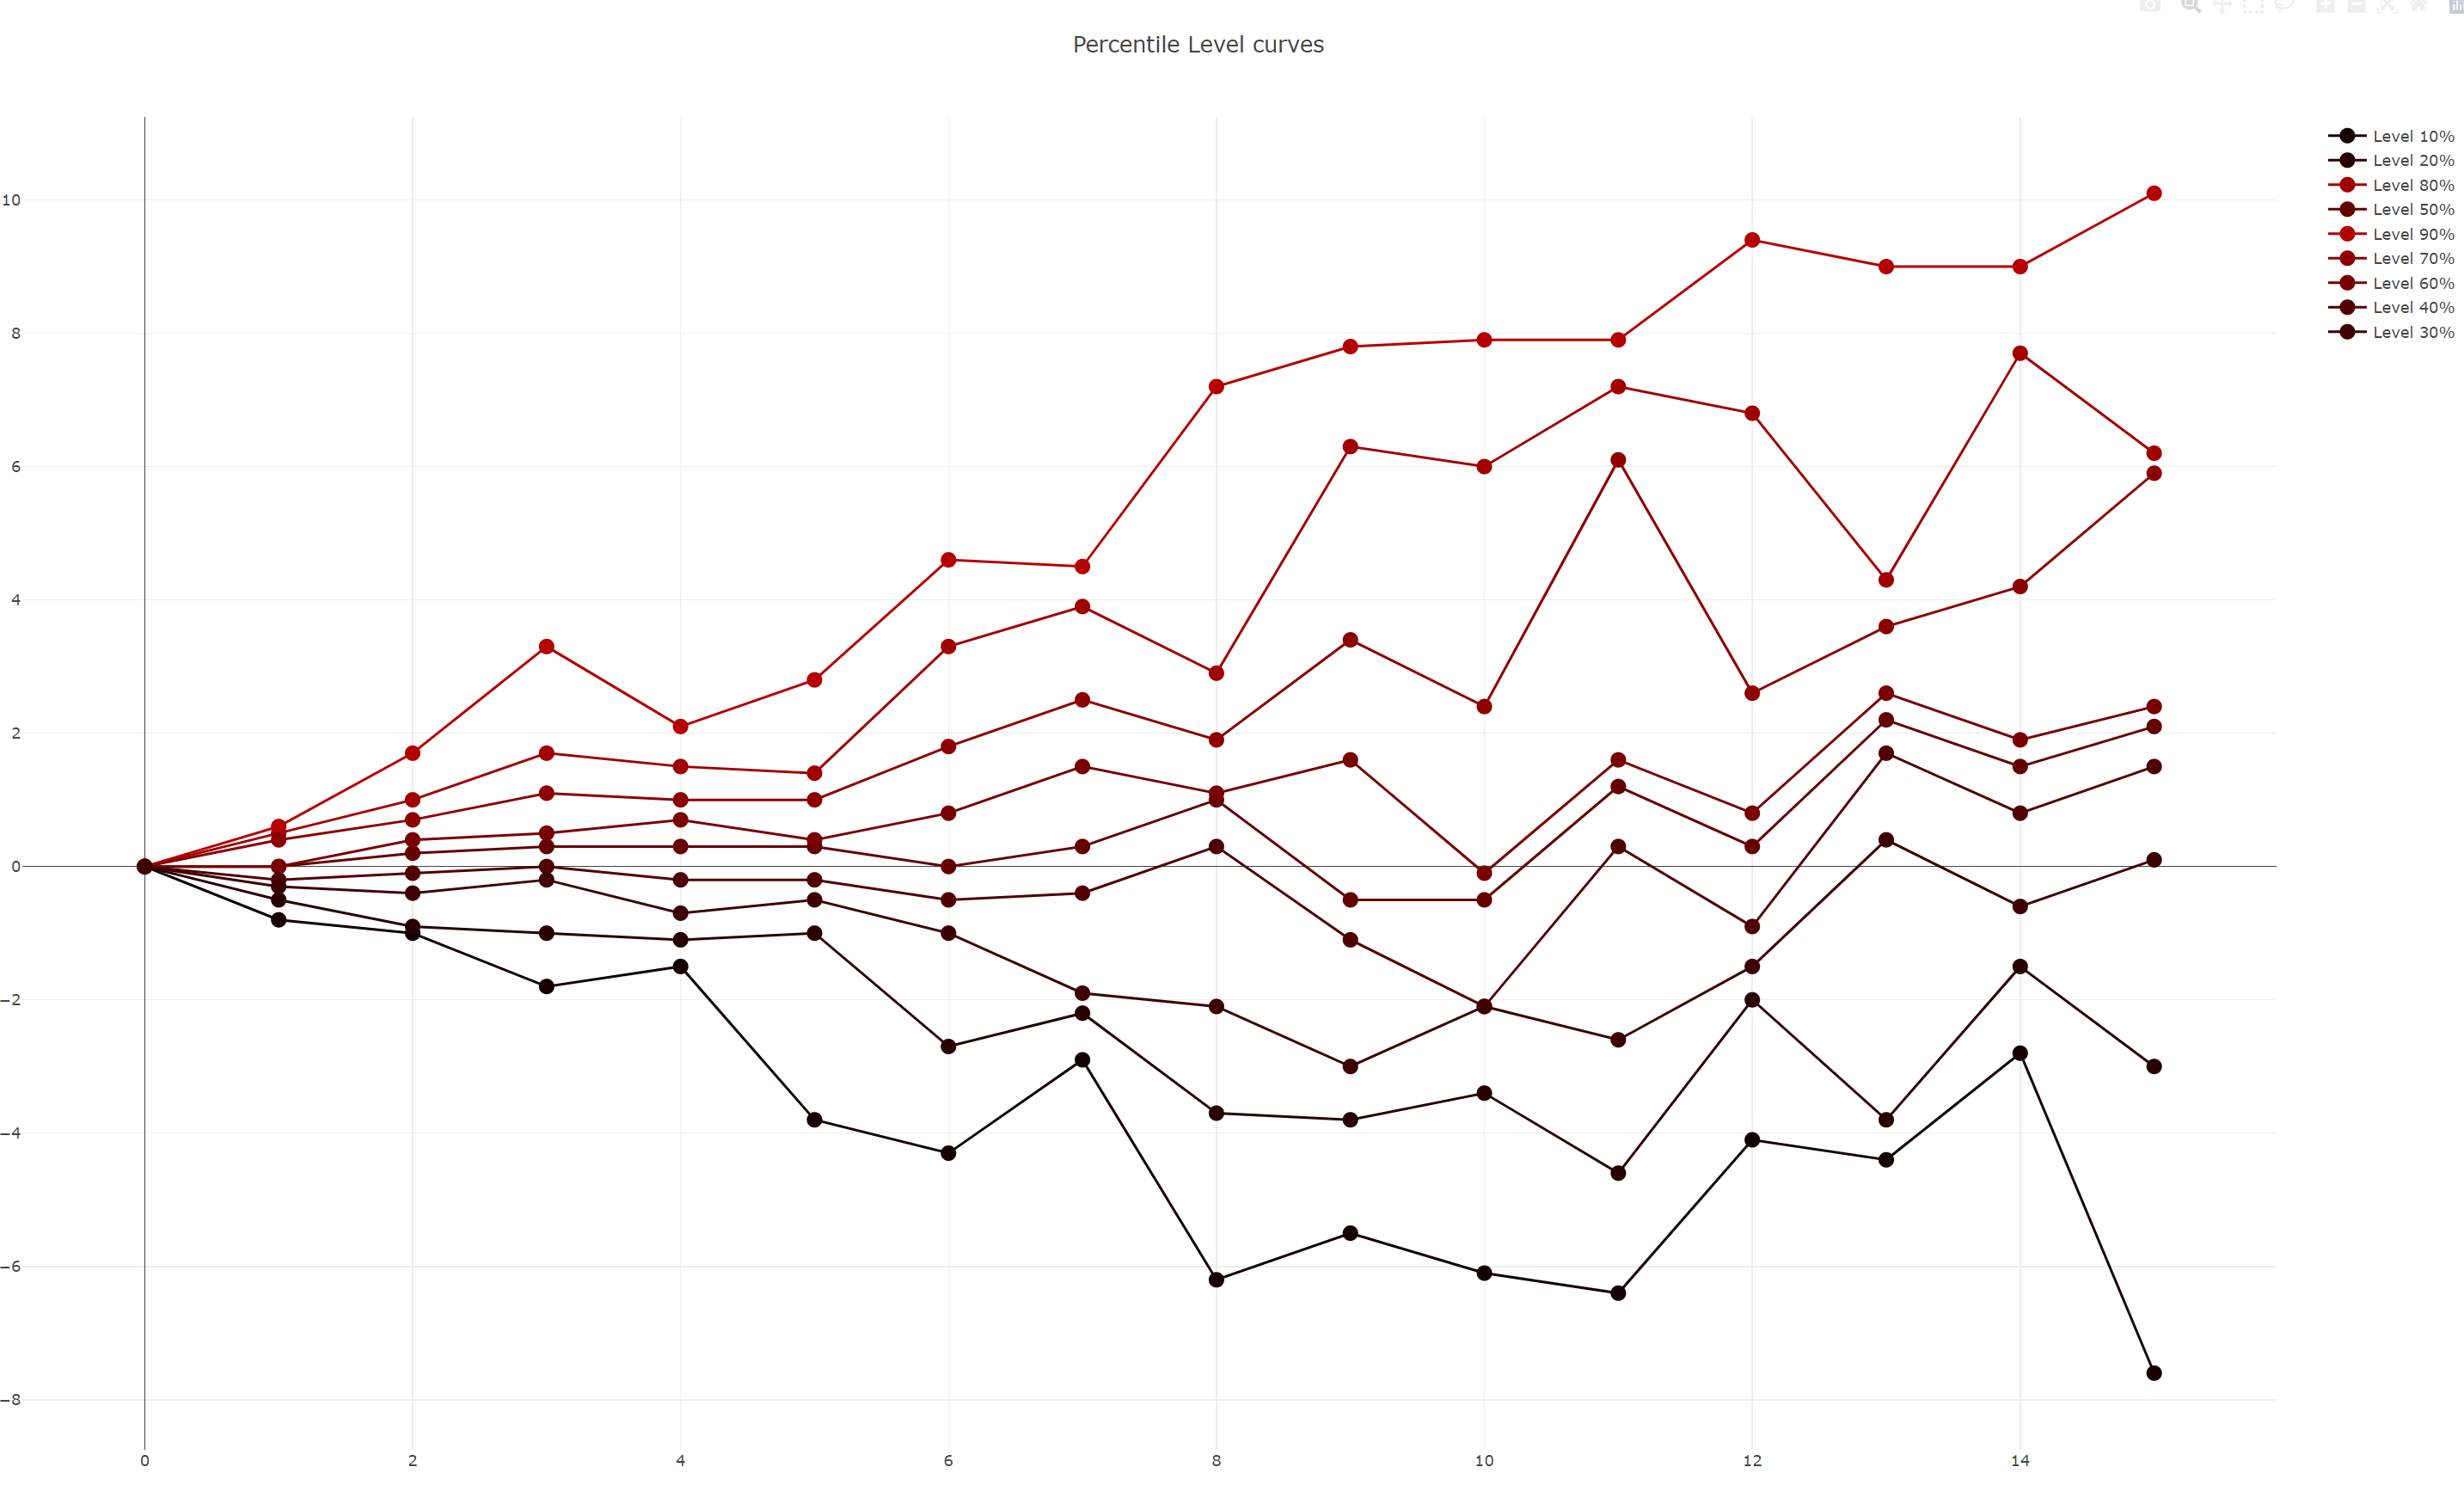 Percentile Level curves
Level 10%
Level 20%
Level 80%
Level 50%
Level 90%
Level 70%
Level 60%
Level 40%
Level 30%
10
8
6
4
2
0
−2
−4
−6
−8
0 2 4 6 8 10 12 14